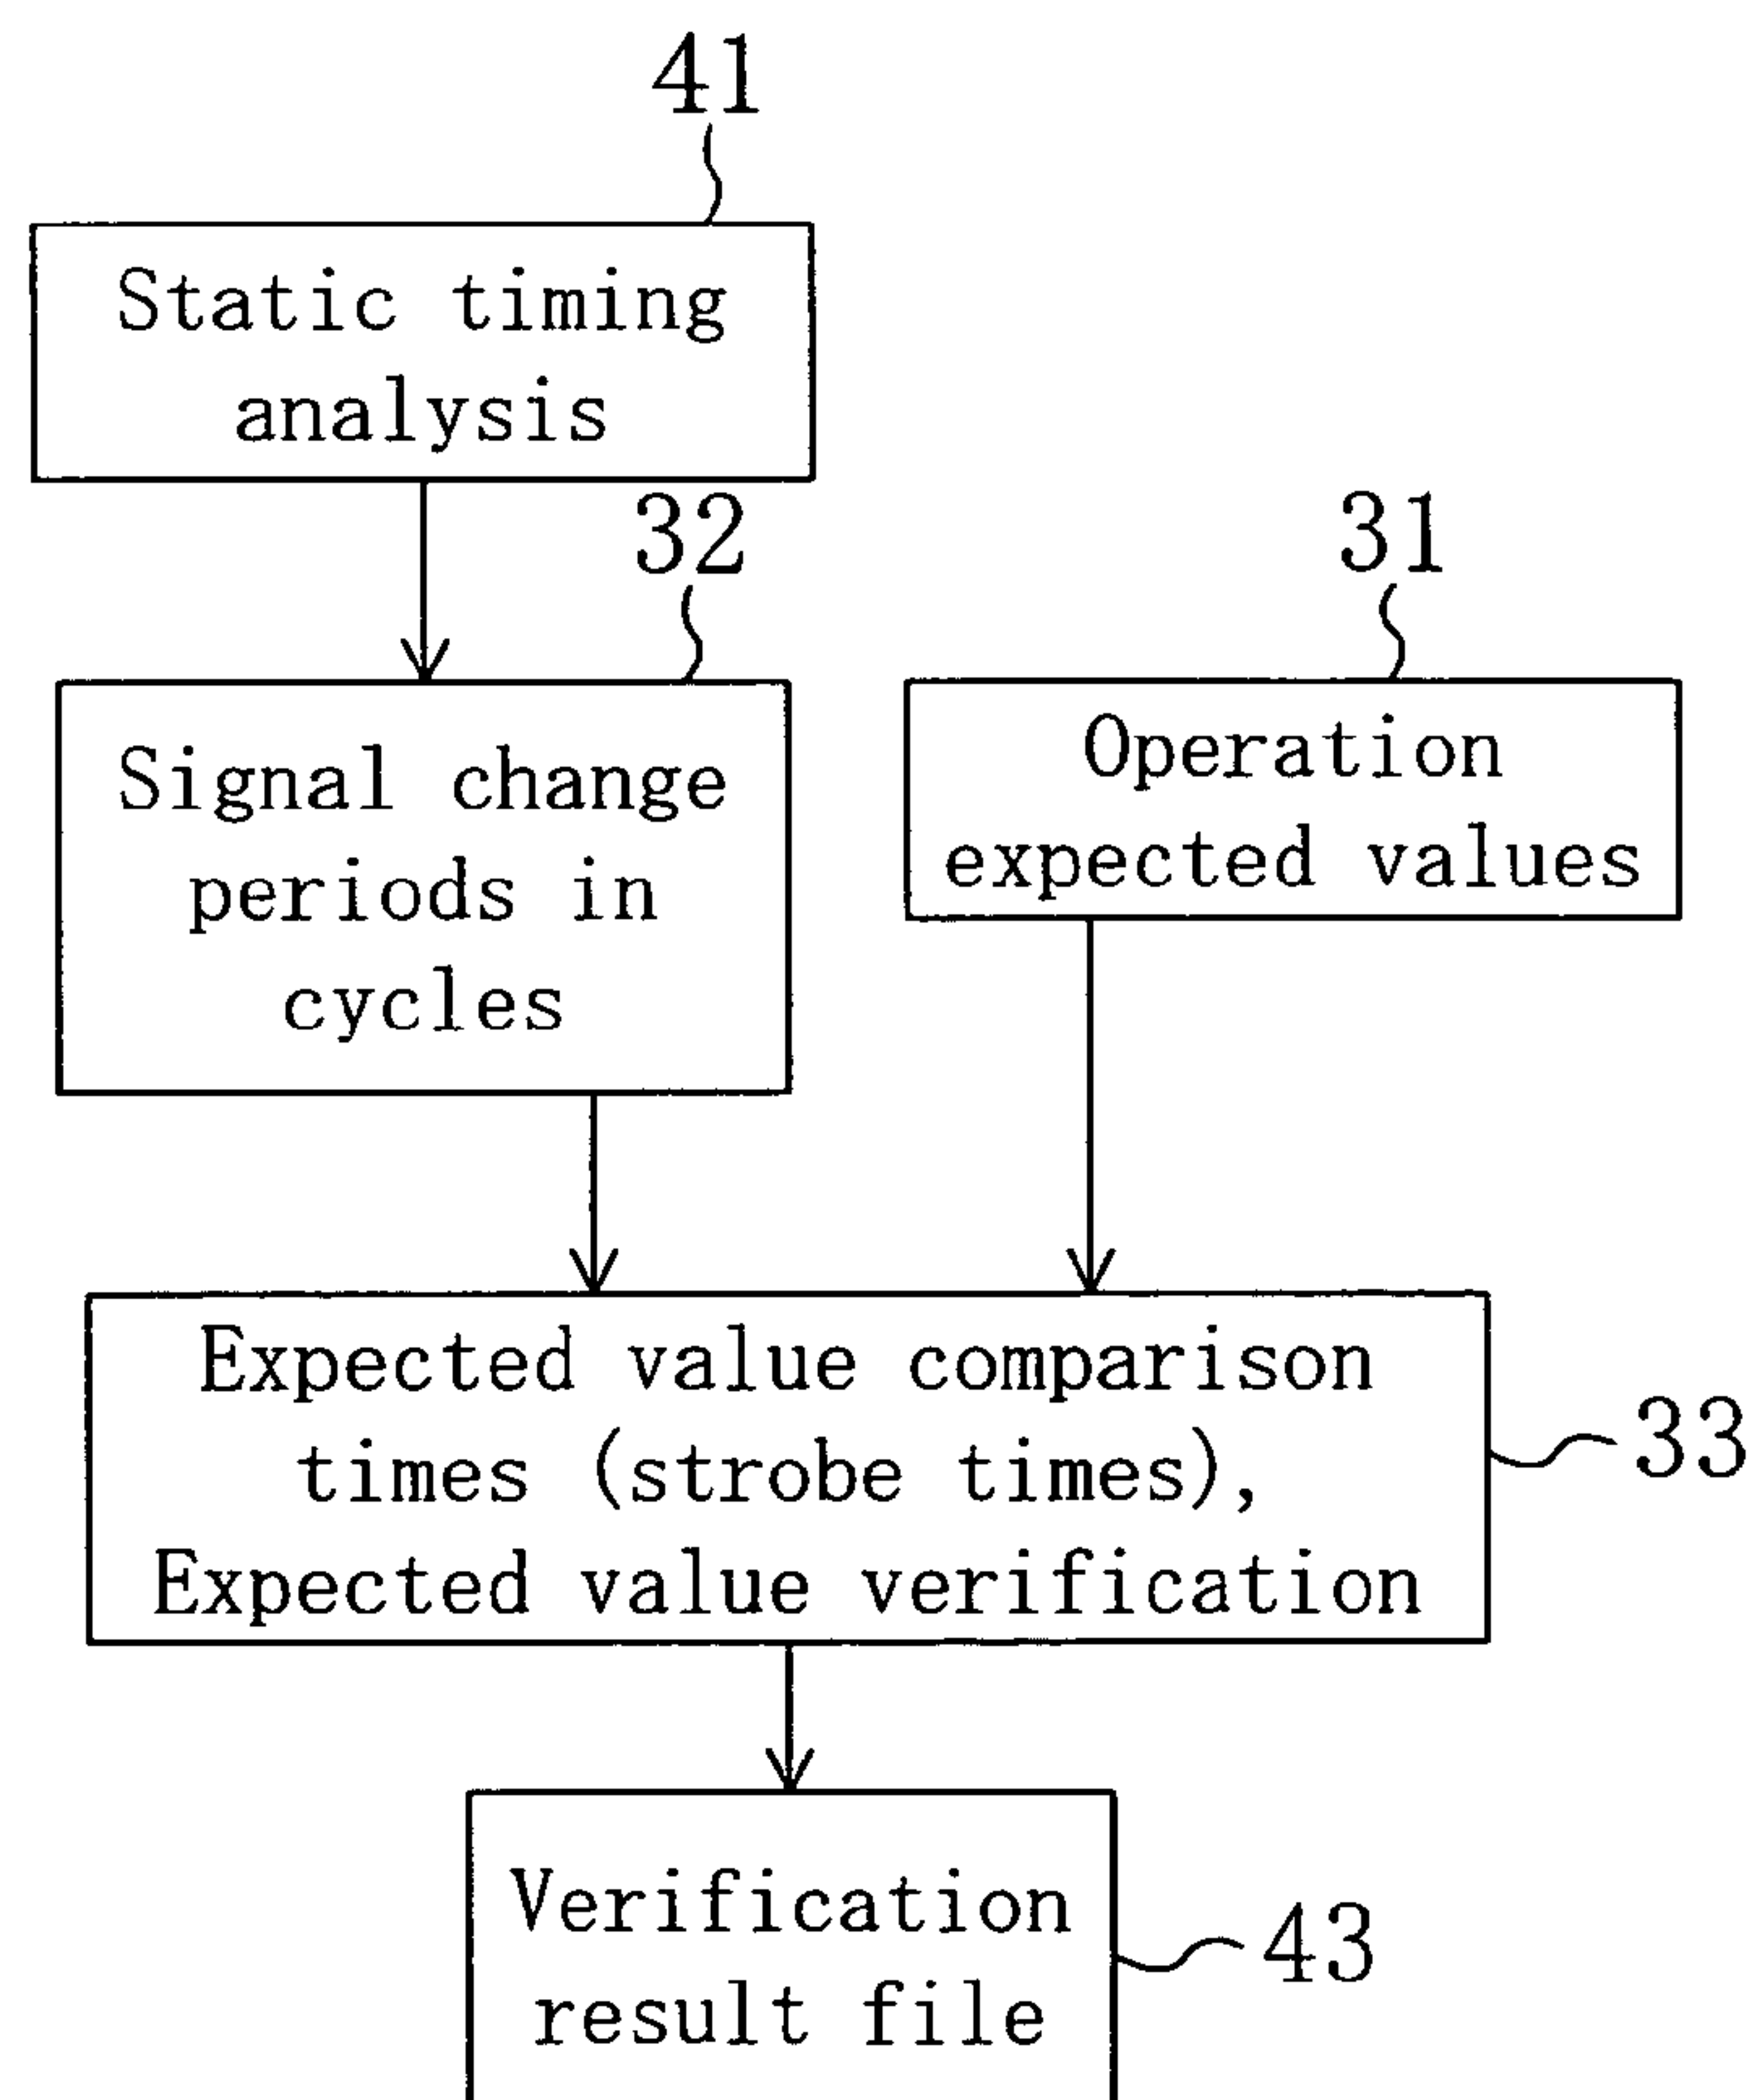 41
Static timing
analysis
32
31
Signal change
periods in
cycles
Operation
expected values
Expected value comparison
times (strobe times),
Expected value verification
33
Verification
result file
43